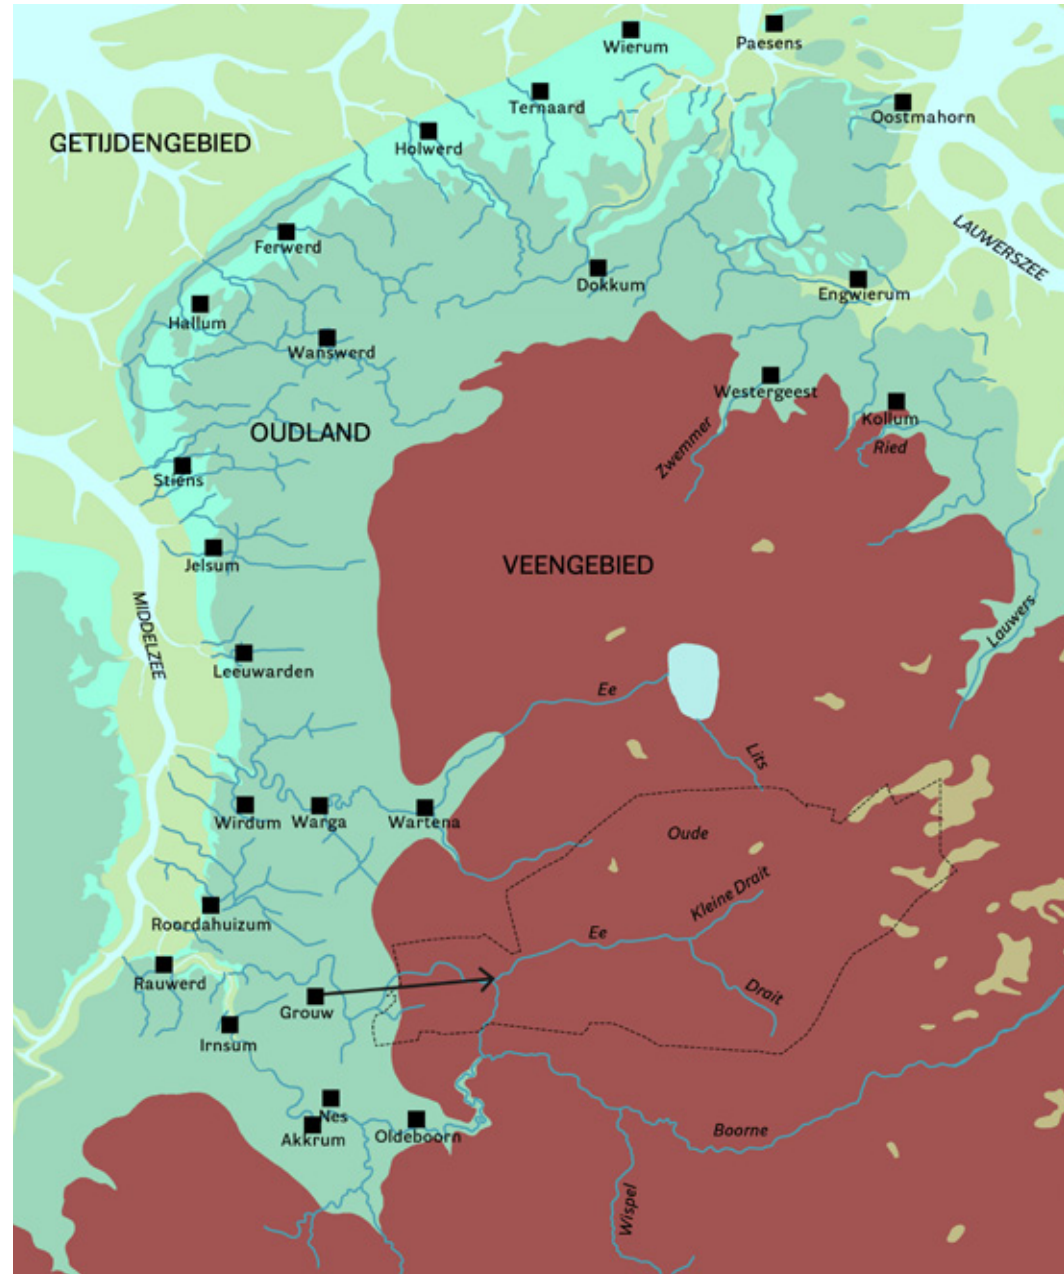 Wierum
Paesens
Ternaard
Oostmahorn
GETIJDENGEBIED
Holwerd
LAUWERSZEE
Ferwerd
Dokkum
Engwierum
Hallum
Wanswerd
Westergeest
Kollum
OUDLAND
Zwemmer
Ried
Stiens
Jelsum
VEENGEBIED
MIDDELZEE
Lauwers
Leeuwarden
Ee
Lits
Wirdum
Warga
Wartena
Oude
Kleine Drait
Roordahuizum
Ee
Rauwerd
Grouw
Drait
Irnsum
Nes
Akkrum
Oldeboorn
Boorne
Wispel